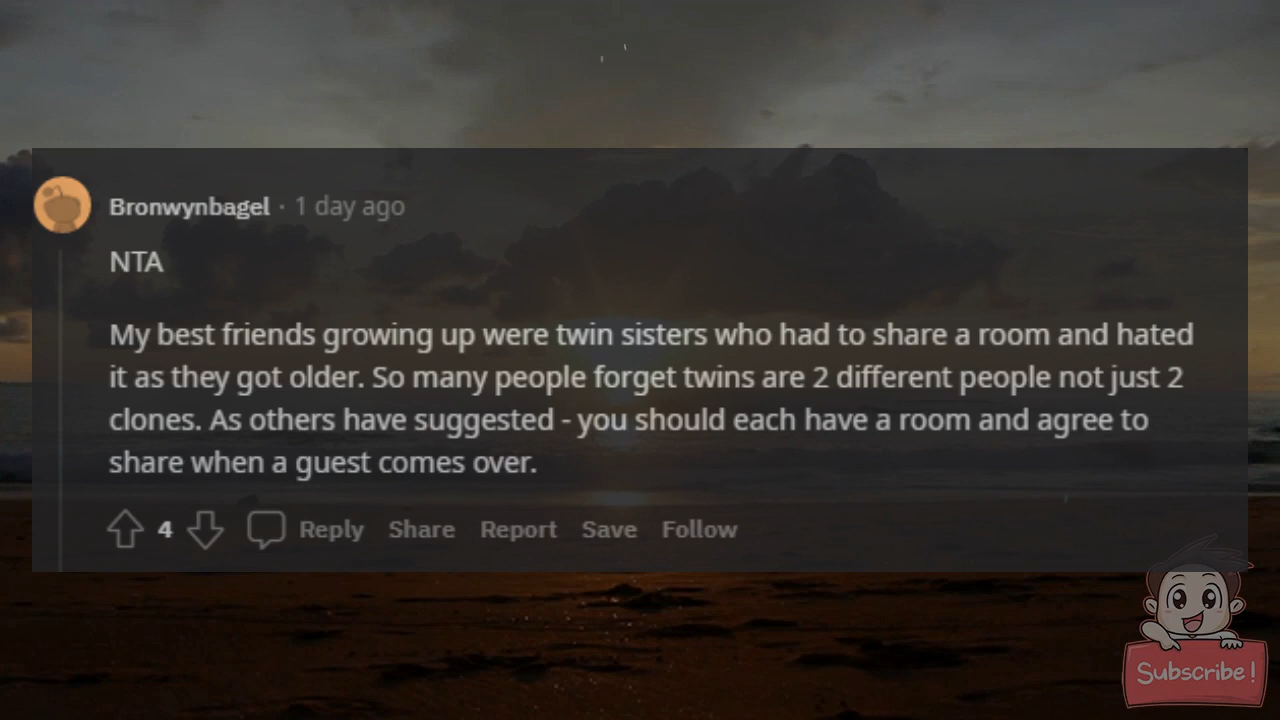 Bronwynbagel · 1 day ago
NTA
My best friends growing up were twin sisters who had to share a room and hated
it as they got older. So many people forget twins are 2 different people not just 2
clones. As others have suggested - you should each have a room and agree to
share when a guest comes over.
4 Reply Share Report Save Follow
Subscribe!